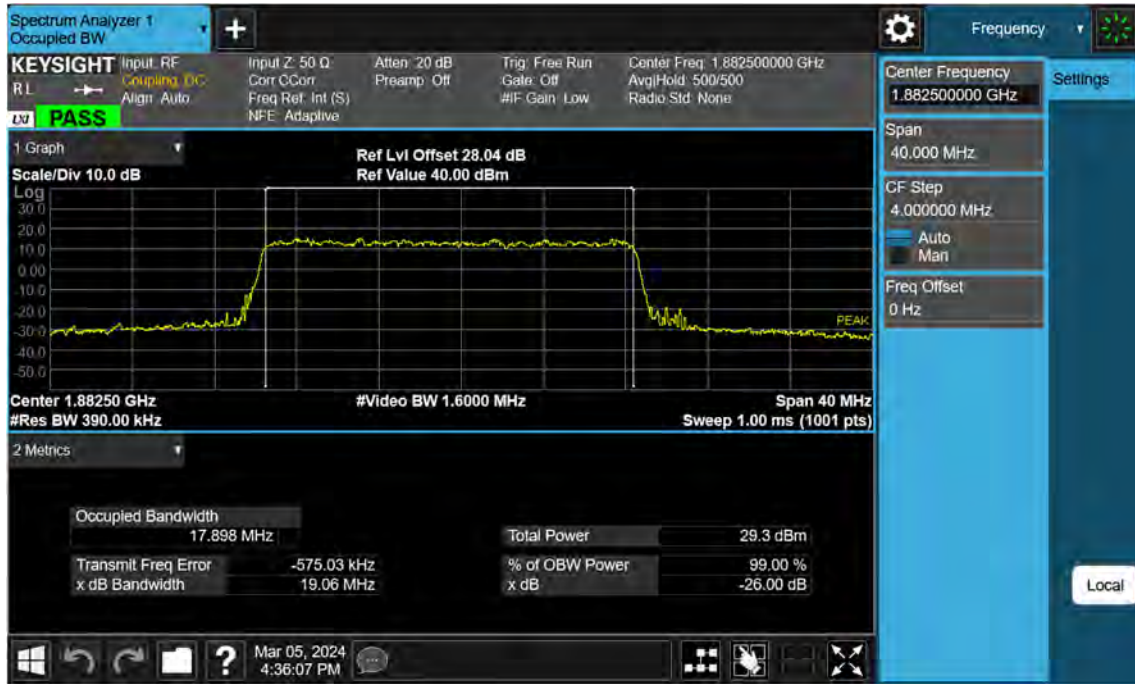 Spectrum Analyzer 1
Occupied BW
+
Frequency
KEYSIGHT
RL
LXI PASS
Input: RF
Coupling: DC
Align: Auto
Input Z: 50 Ω
Corr CCorr
Freq Ref: Int (S)
NFE: Adaptive
Atten: 20 dB
Preamp: Off
Trig: Free Run
Gate: Off
#IF Gain: Low
Center Freq: 1.882500000 GHz
Avg|Hold: 500/500
Radio Std: None
Center Frequency
1.882500000 GHz
Settings
Span
40.000 MHz
CF Step
4.000000 MHz
Auto
Man
Freq Offset
0 Hz
1 Graph
Scale/Div 10.0 dB
Ref Lvl Offset 28.04 dB
Ref Value 40.00 dBm
Log
30.0
20.0
10.0
0.00
-10.0
-20.0
-30.0
-40.0
-50.0
PEAK
Center 1.88250 GHz
#Video BW 1.6000 MHz
Span 40 MHz
#Res BW 390.00 kHz
Sweep 1.00 ms (1001 pts)
2 Metrics
Occupied Bandwidth
17.898 MHz
Total Power 29.3 dBm
Transmit Freq Error -575.03 kHz
% of OBW Power 99.00 %
x dB Bandwidth 19.06 MHz
x dB -26.00 dB
Local
?
Mar 05, 2024
4:36:07 PM